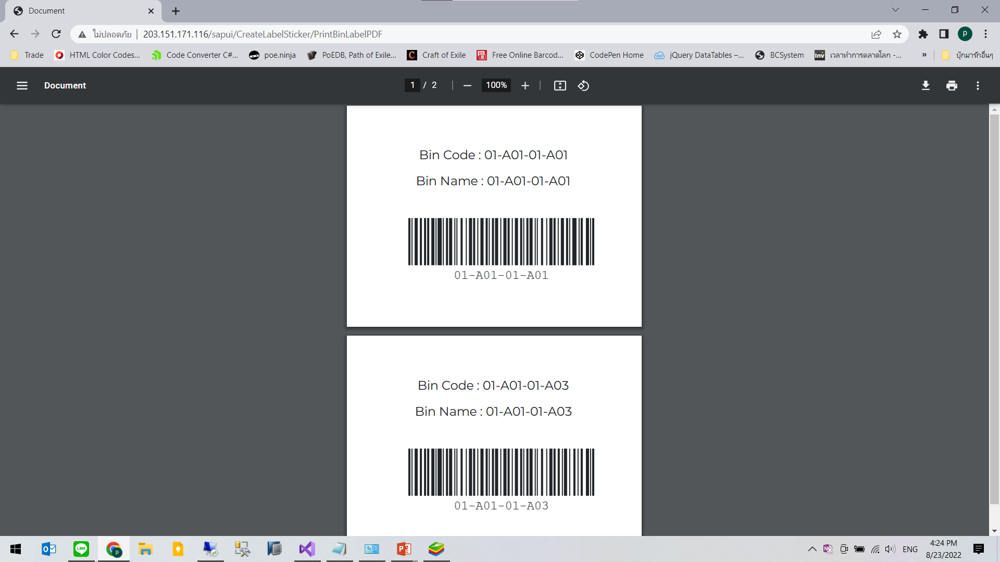 Document
ไม่ปลอดภัย | 203.151.171.116/sapui/CreateLabelSticker/PrintBinLabelPDF
P
Trade HTML Color Codes... Code Converter C#... poe.ninja PoEDB, Path of Exile... Craft of Exile Free Online Barcod... CodePen Home jQuery DataTables –... BCSystem เวลาทำการตลาดโลก -... » บุ๊กมาร์กอื่นๆ
Document 1 / 2 100%
Bin Code : 01-A01-01-A01
Bin Name : 01-A01-01-A01
01-A01-01-A01
Bin Code : 01-A01-01-A03
Bin Name : 01-A01-01-A03
01-A01-01-A03
ENG
4:24 PM
8/23/2022